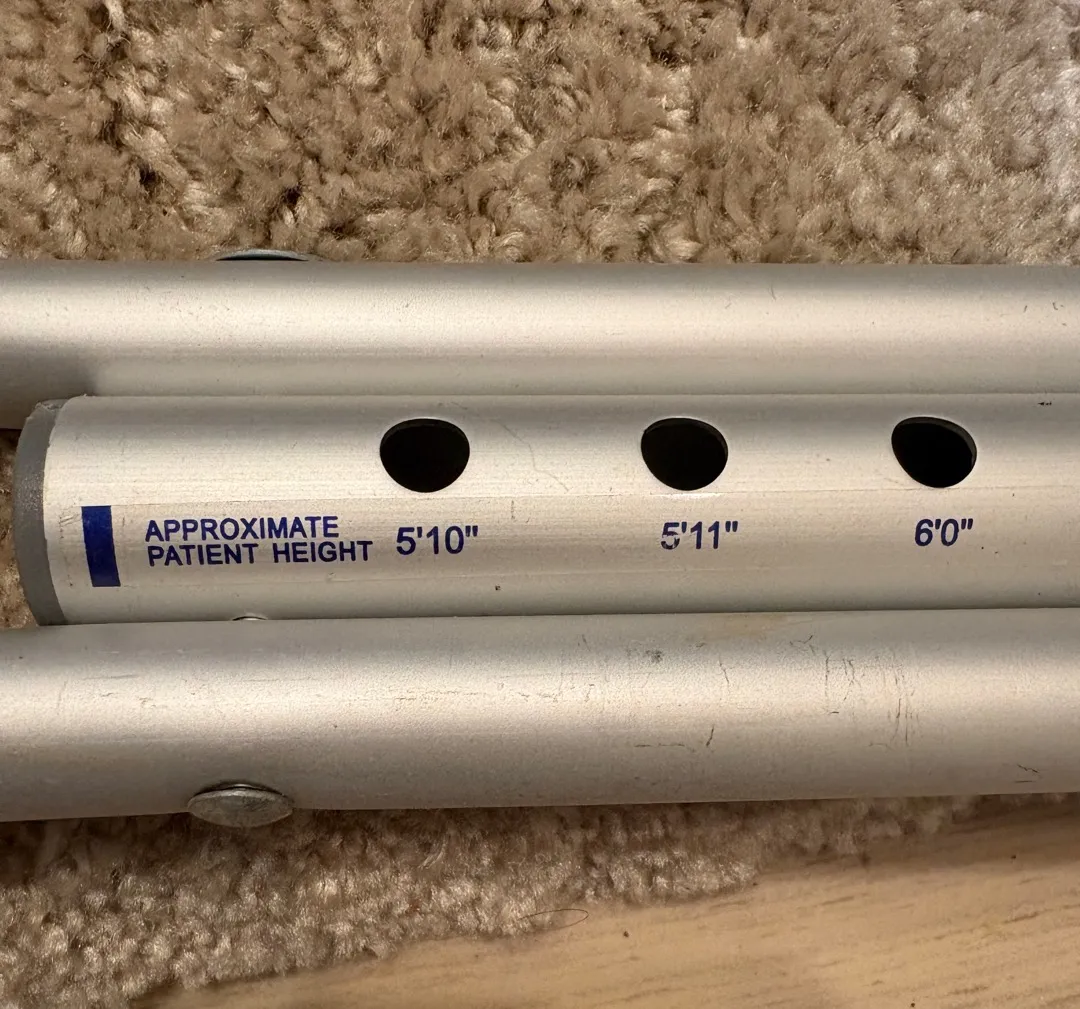 APPROXIMATE
PATIENT HEIGHT 5'10" 5'11" 6'0"